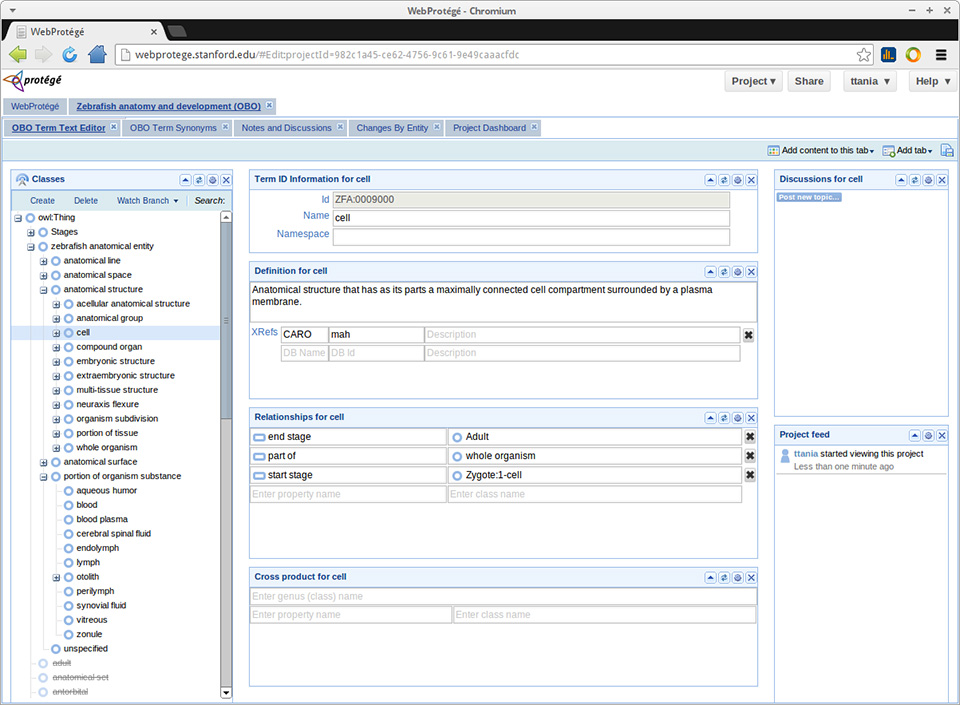 WebProtégé - Chromium
WebProtégé
webprotege.stanford.edu/#Edit:projectId=982c1a45-ce62-4756-9c61-9e49caaacfdc
protégé
Project Share ttania Help
WebProtégé Zebrafish anatomy and development (OBO)
OBO Term Text Editor OBO Term Synonyms Notes and Discussions Changes By Entity Project Dashboard
Add content to this tab Add tab
Classes
Create Delete Watch Branch Search:
owl:Thing
Stages
zebrafish anatomical entity
anatomical line
anatomical space
anatomical structure
acellular anatomical structure
anatomical group
cell
compound organ
embryonic structure
extraembryonic structure
multi-tissue structure
neuraxis flexure
organism subdivision
portion of tissue
whole organism
anatomical surface
portion of organism substance
aqueous humor
blood
blood plasma
cerebral spinal fluid
endolymph
lymph
otolith
perilymph
synovial fluid
vitreous
zonule
unspecified
adult
anatomical set
antorbital
Term ID Information for cell
Id ZFA:0009000
Name cell
Namespace
Definition for cell
Anatomical structure that has as its parts a maximally connected cell compartment surrounded by a plasma
membrane.
XRefs CARO mah Description
DB Name DB Id Description
Relationships for cell
end stage Adult
part of whole organism
start stage Zygote:1-cell
Enter property name Enter class name
Cross product for cell
Enter genus (class) name
Enter property name Enter class name
Discussions for cell
Post new topic...
Project feed
ttania started viewing this project
Less than one minute ago